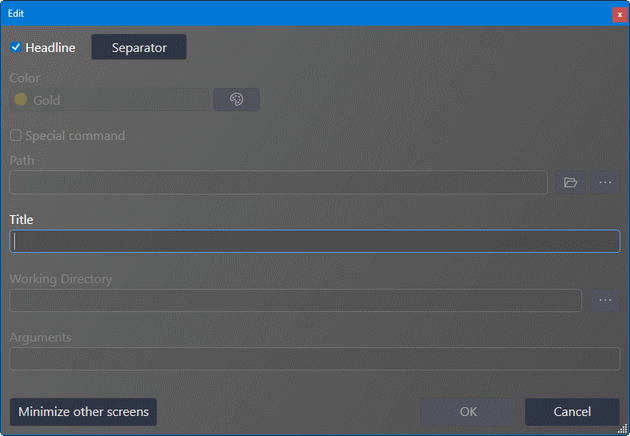 Edit
x
Headline
Separator
Color
Gold
Special command
Path
...
Title
Working Directory
...
Arguments
Minimize other screens
OK
Cancel